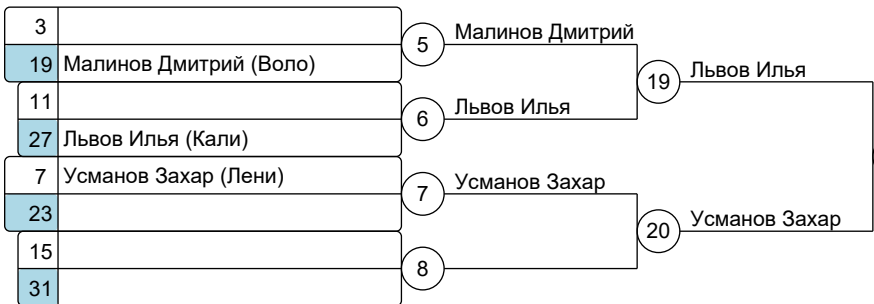 3
19 Малинов Дмитрий (Воло)
11
27 Львов Илья (Кали)
7 Усманов Захар (Лени)
23
15
31
5 Малинов Дмитрий
6 Львов Илья
7 Усманов Захар
8
19 Львов Илья
20 Усманов Захар